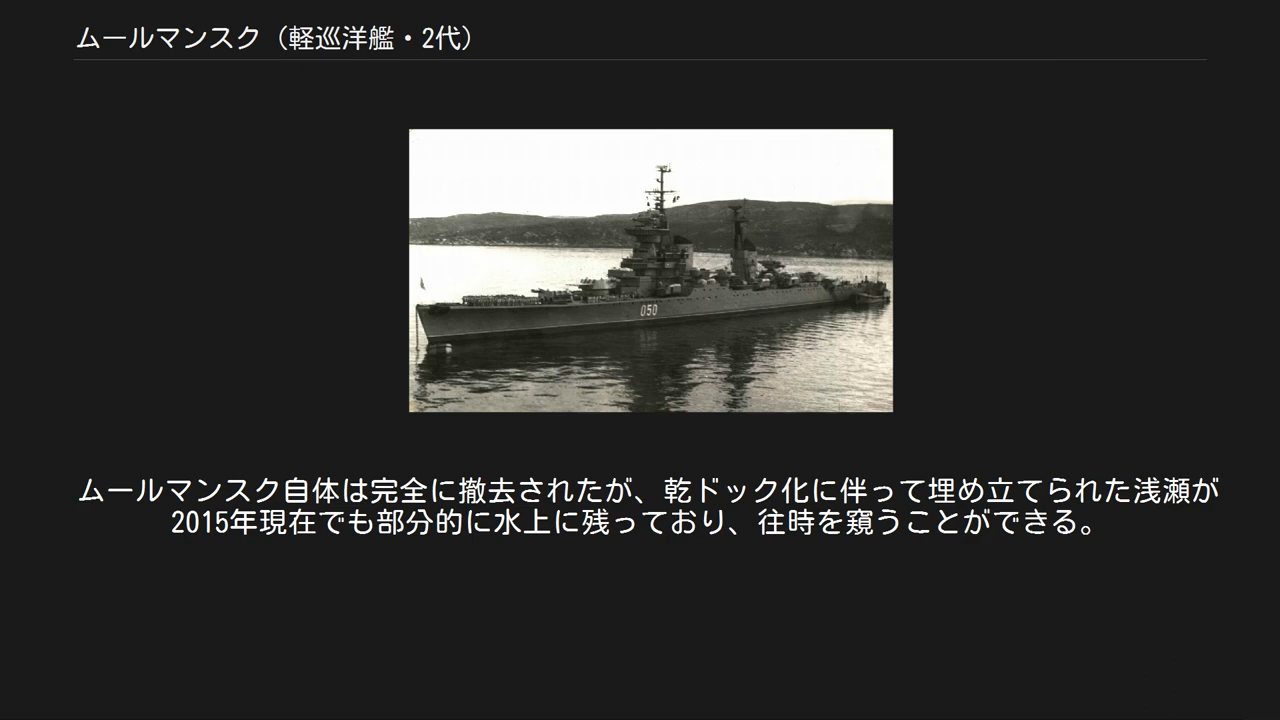 ムールマンスク（軽巡洋艦・2代）
050
ムールマンスク自体は完全に撤去されたが、乾ドック化に伴って埋め立てられた浅瀬が
2015年現在でも部分的に水上に残っており、往時を窺うことができる。